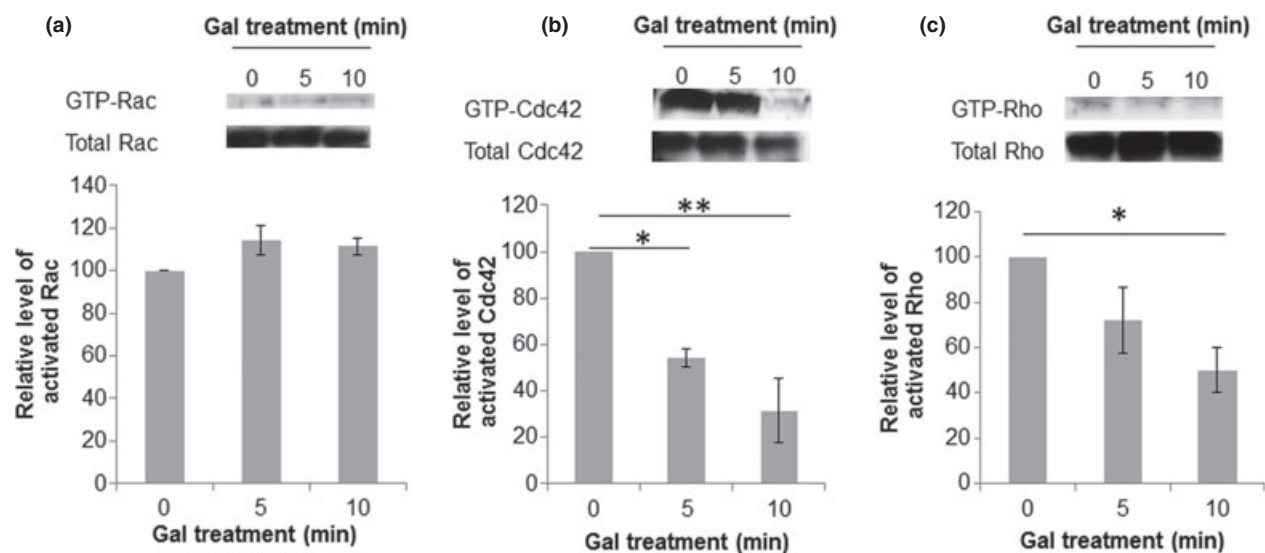 (a)
Gal treatment (min)
0 5 10
GTP-Rac
Total Rac
140
120
100
80
60
40
20
0
Relative level of
activated Rac
0 5 10
Gal treatment (min)
(b)
Gal treatment (min)
0 5 10
GTP-Cdc42
Total Cdc42
120
100
80
60
40
20
0
Relative level of
activated Cdc42
**
*
0 5 10
Gal treatment (min)
(c)
Gal treatment (min)
0 5 10
GTP-Rho
Total Rho
120
100
80
60
40
20
0
Relative level of
activated Rho
*
0 5 10
Gal treatment (min)